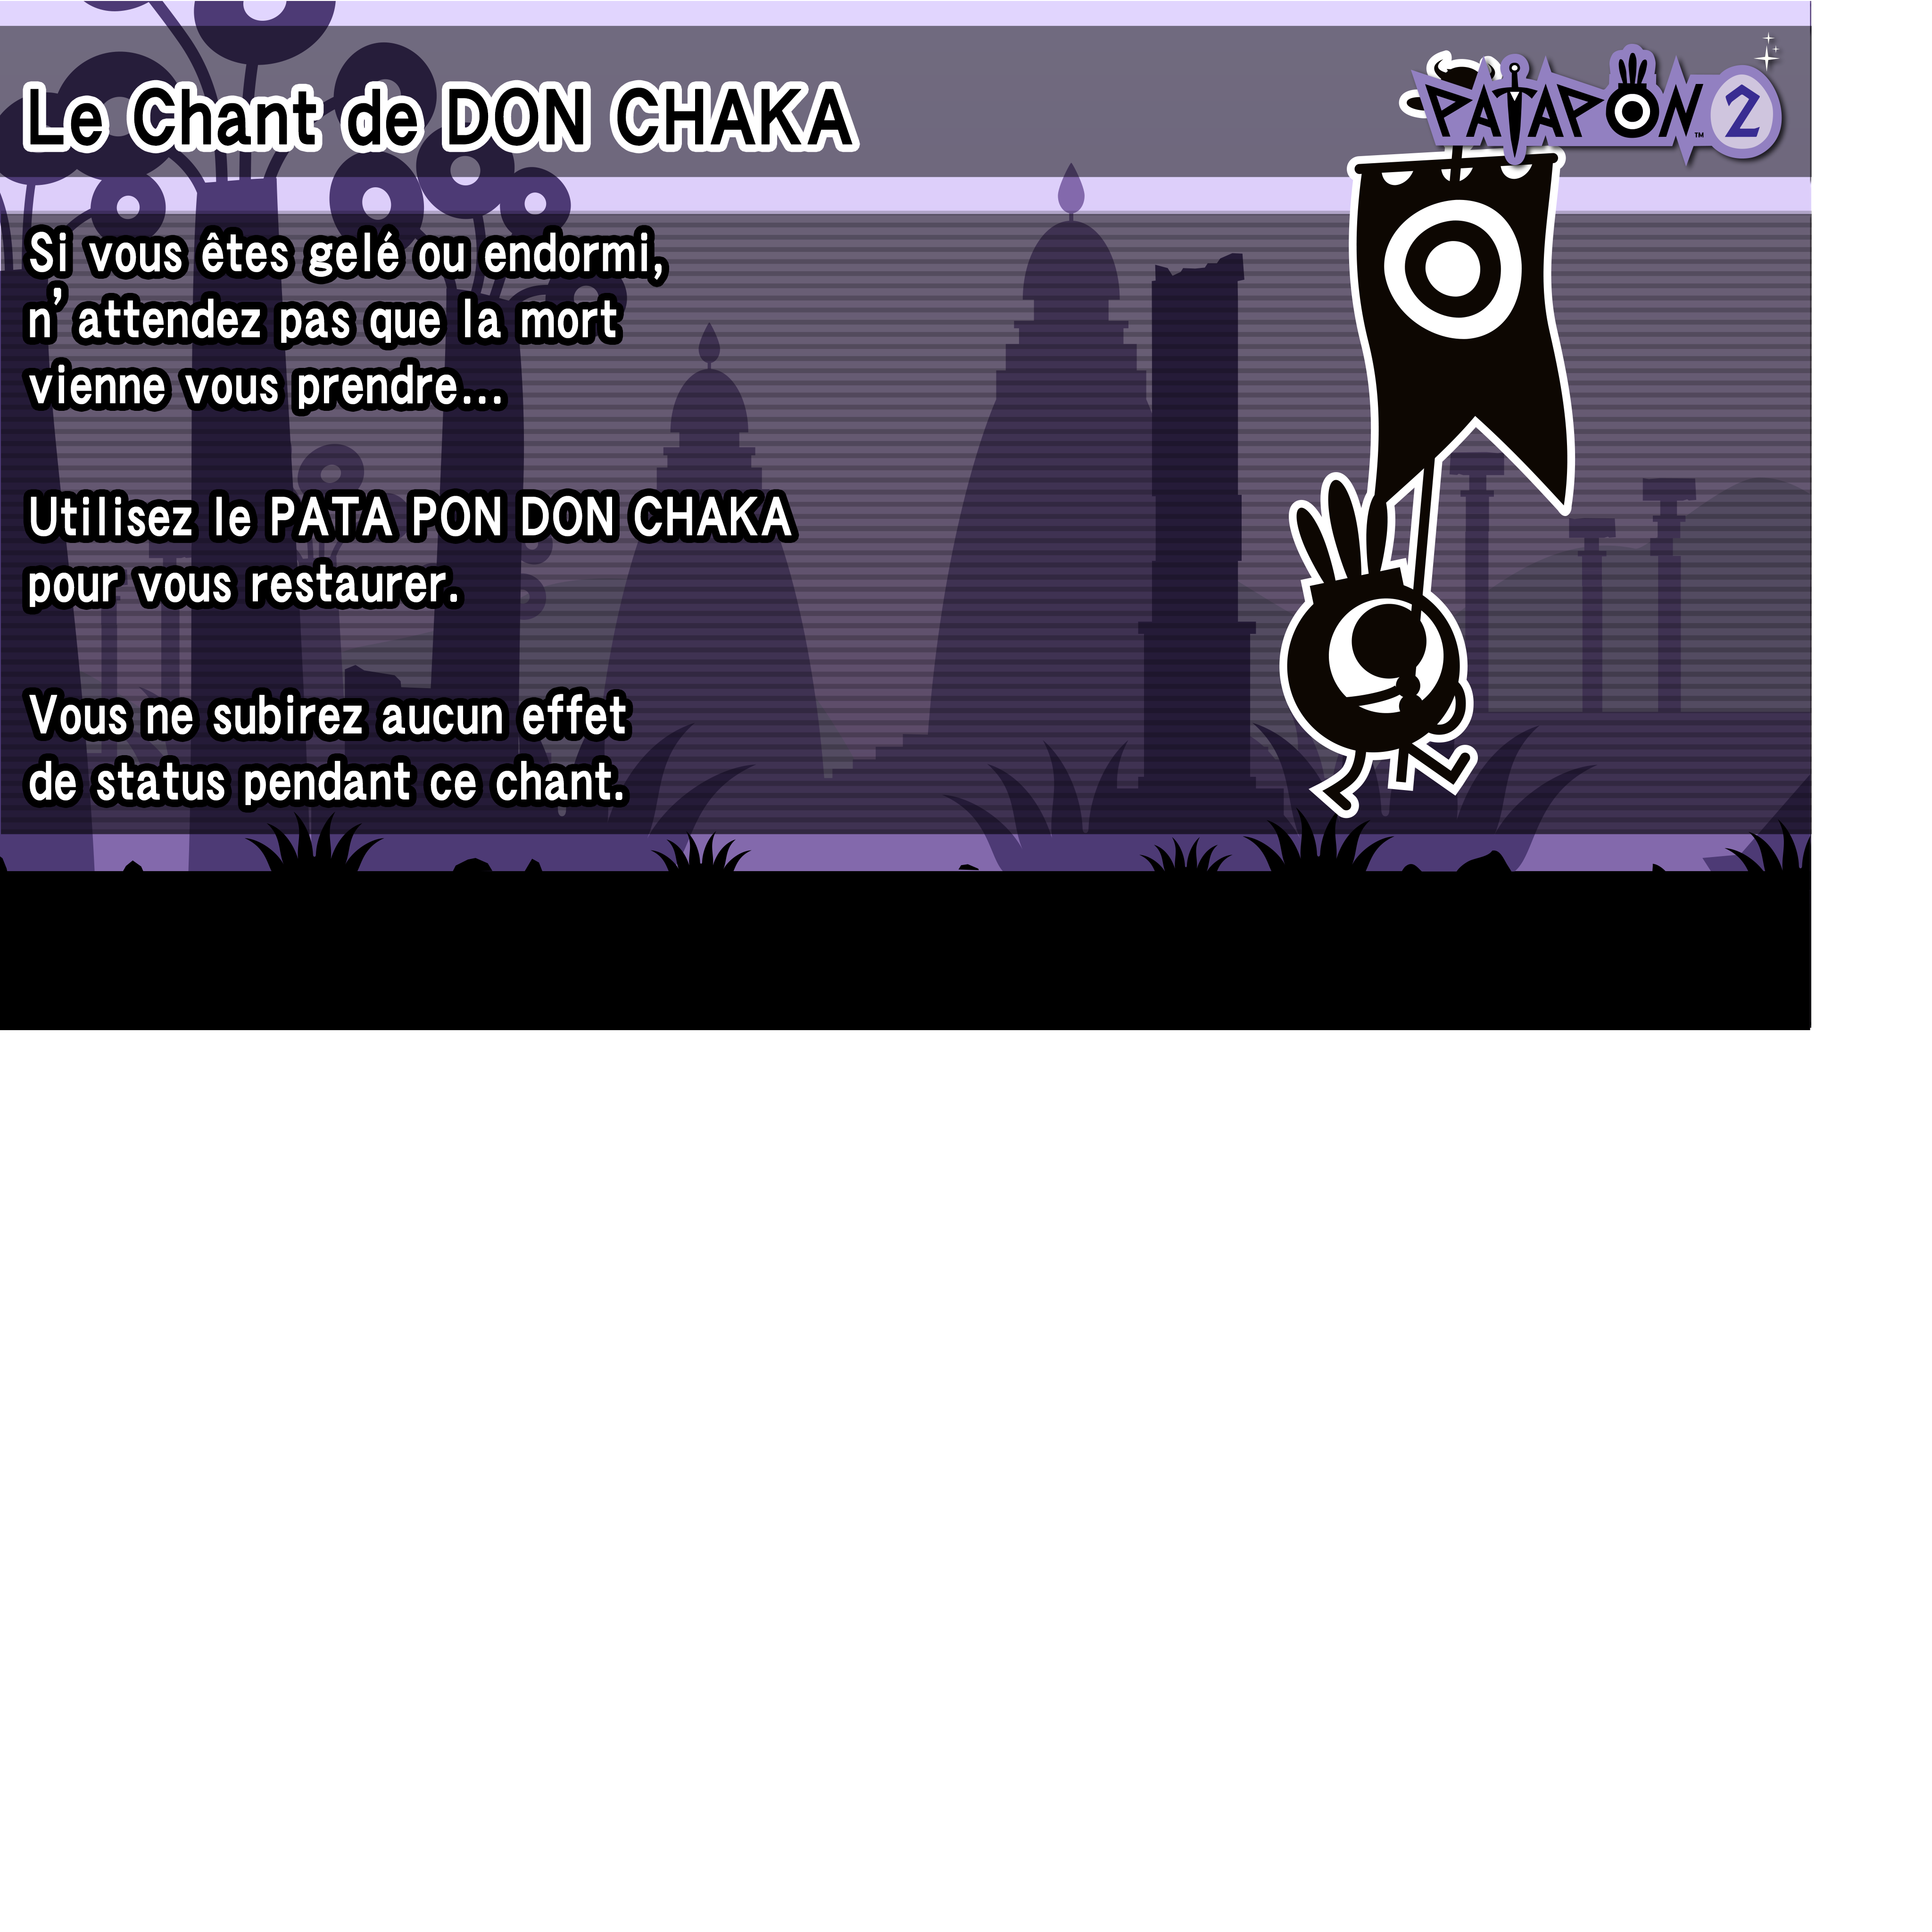 Le Chant de DON CHAKA
PATAPON 2
TM
Si vous êtes gelé ou endormi,
n'attendez pas que la mort
vienne vous prendre...
Utilisez le PATA PON DON CHAKA
pour vous restaurer.
Vous ne subirez aucun effet
de status pendant ce chant.